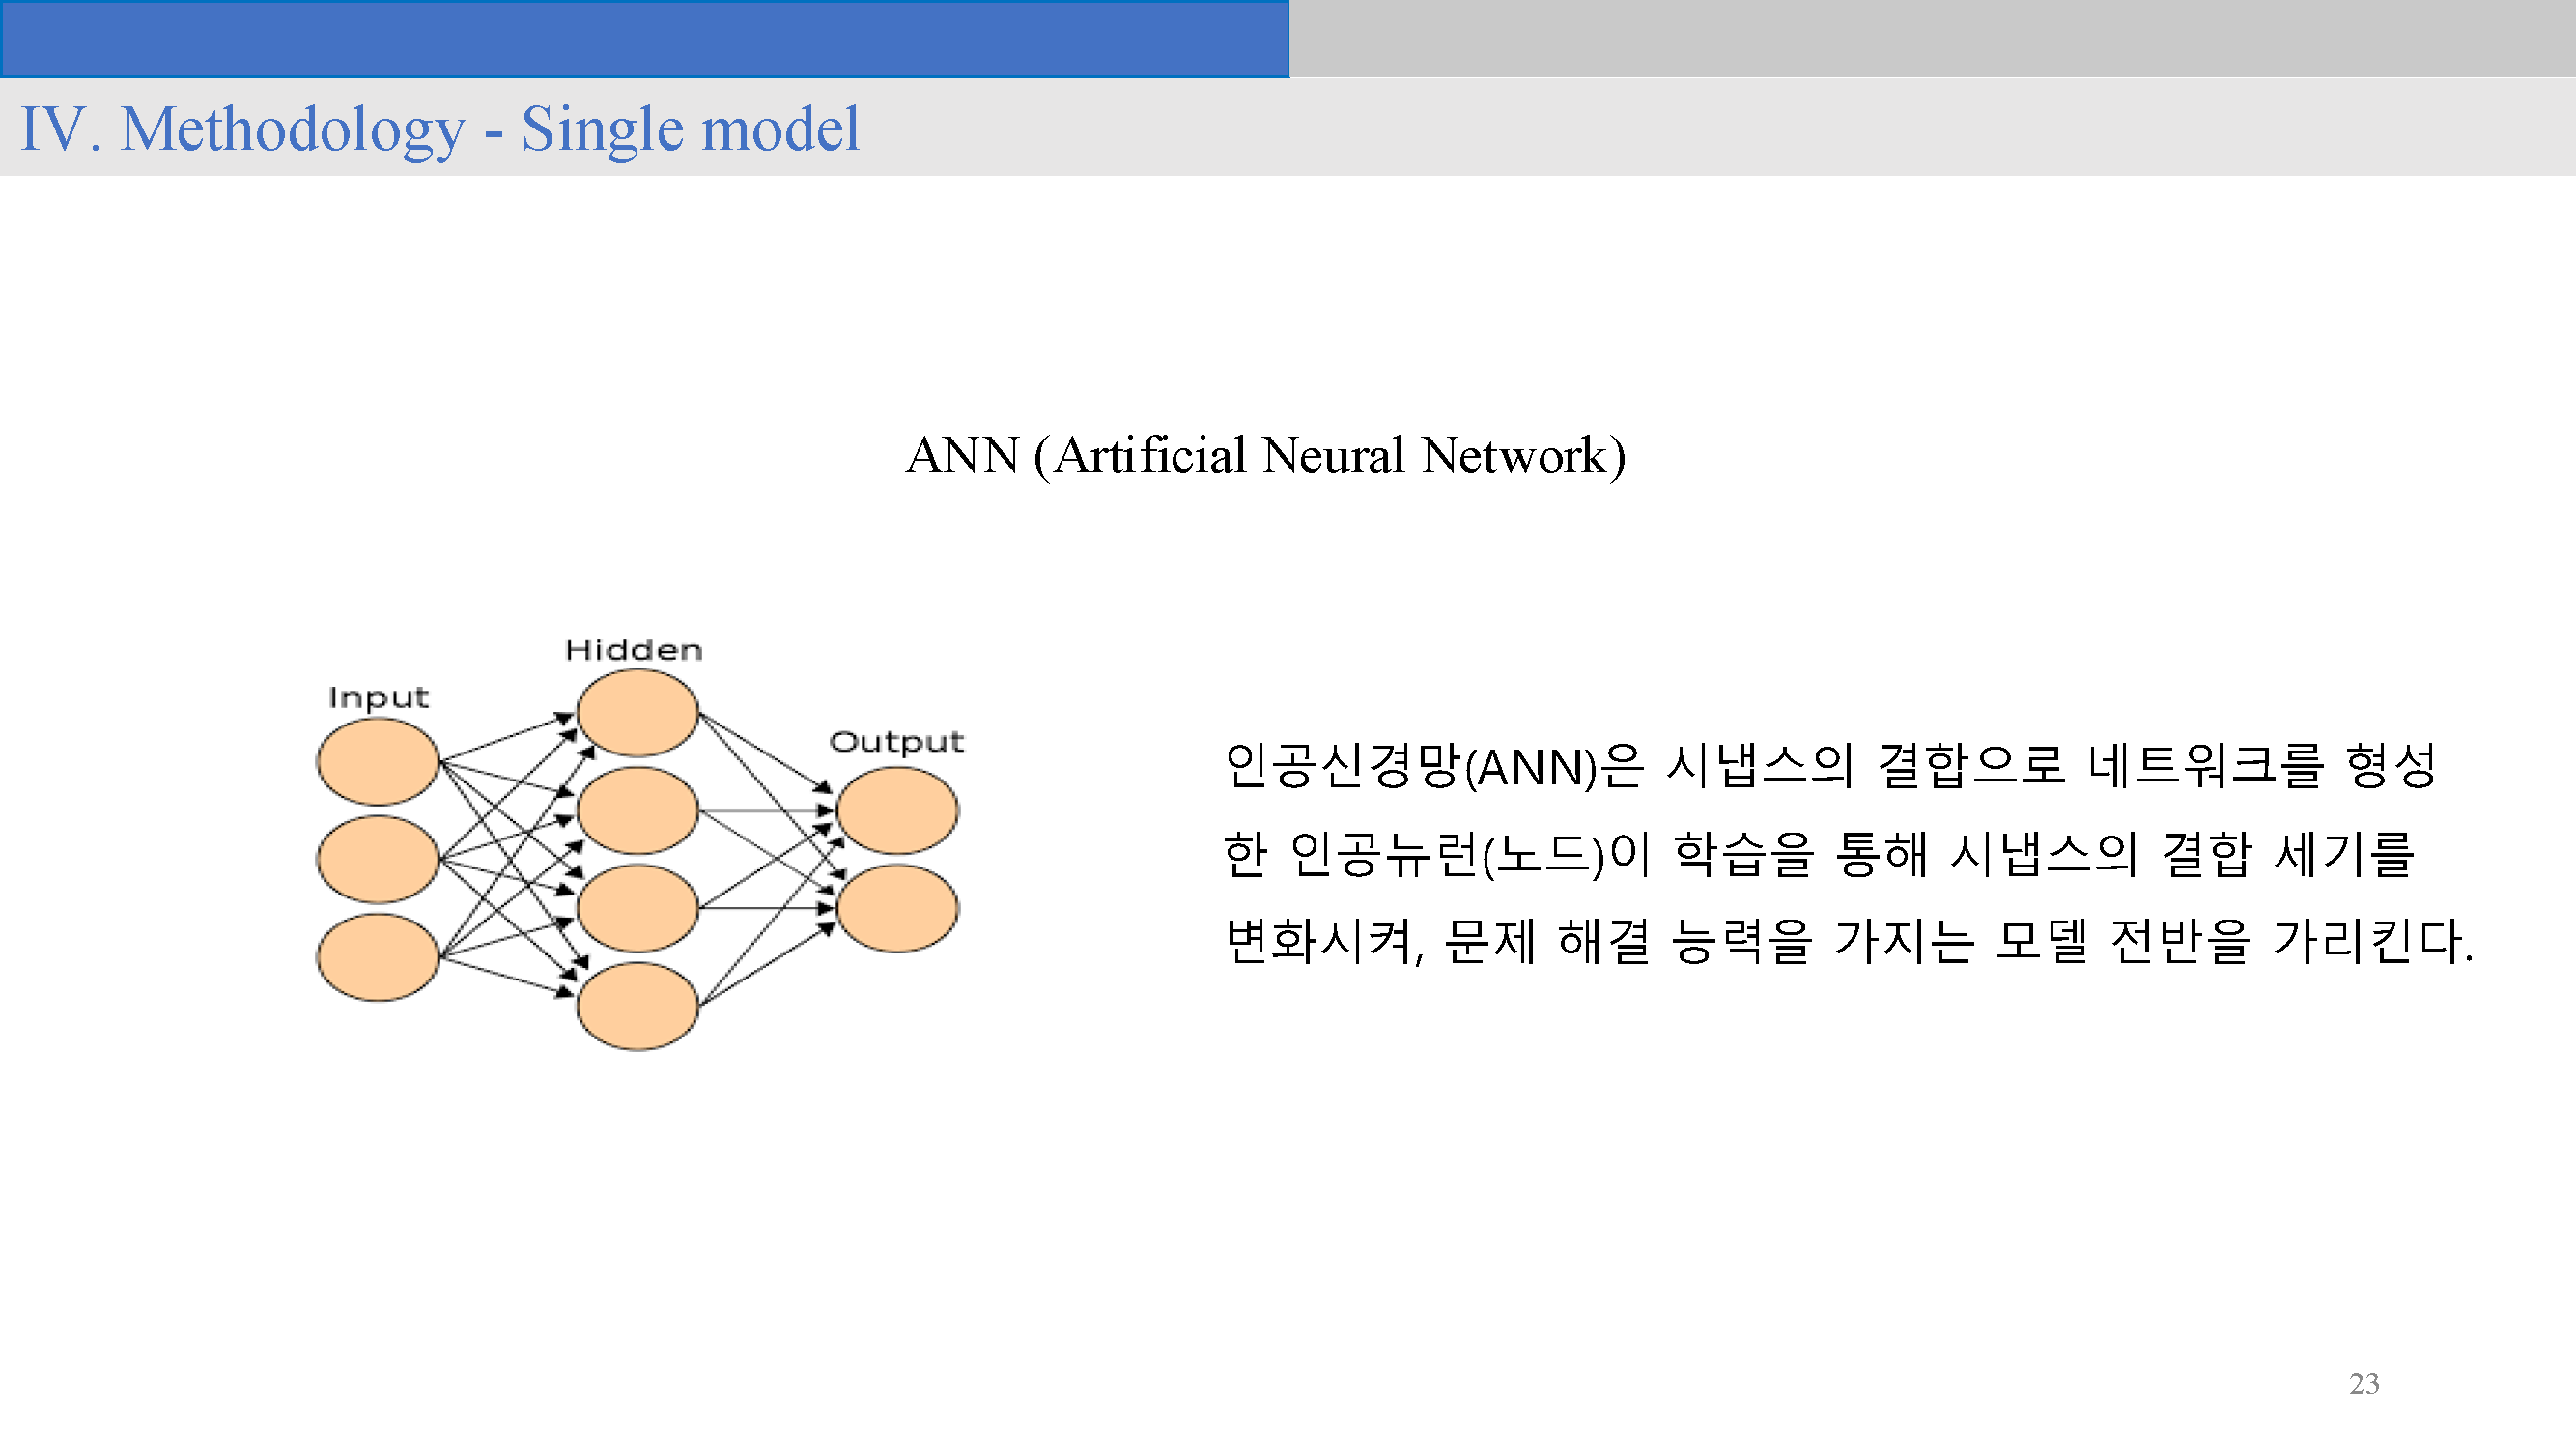 IV. Methodology - Single model
ANN (Artificial Neural Network)
Hidden
Input
Output
인공신경망(ANN)은 시냅스의 결합으로 네트워크를 형성
한 인공뉴런(노드)이 학습을 통해 시냅스의 결합 세기를
변화시켜, 문제 해결 능력을 가지는 모델 전반을 가리킨다.
23